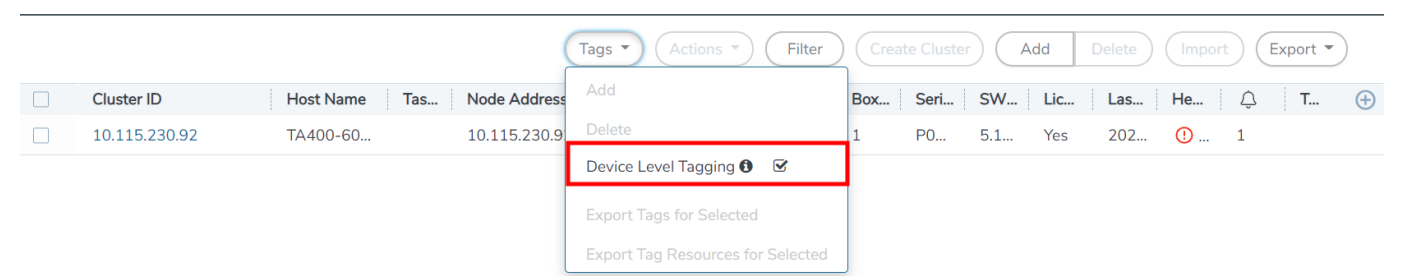 Tags Actions Filter Create Cluster Add Delete Import Export
Cluster ID Host Name Tas... Node Address Box... Seri... SW... Lic... Las... He... T...
10.115.230.92 TA400-60... 10.115.230.9 1 P0... 5.1... Yes 202... ... 1
Add
Delete
Device Level Tagging
Export Tags for Selected
Export Tag Resources for Selected